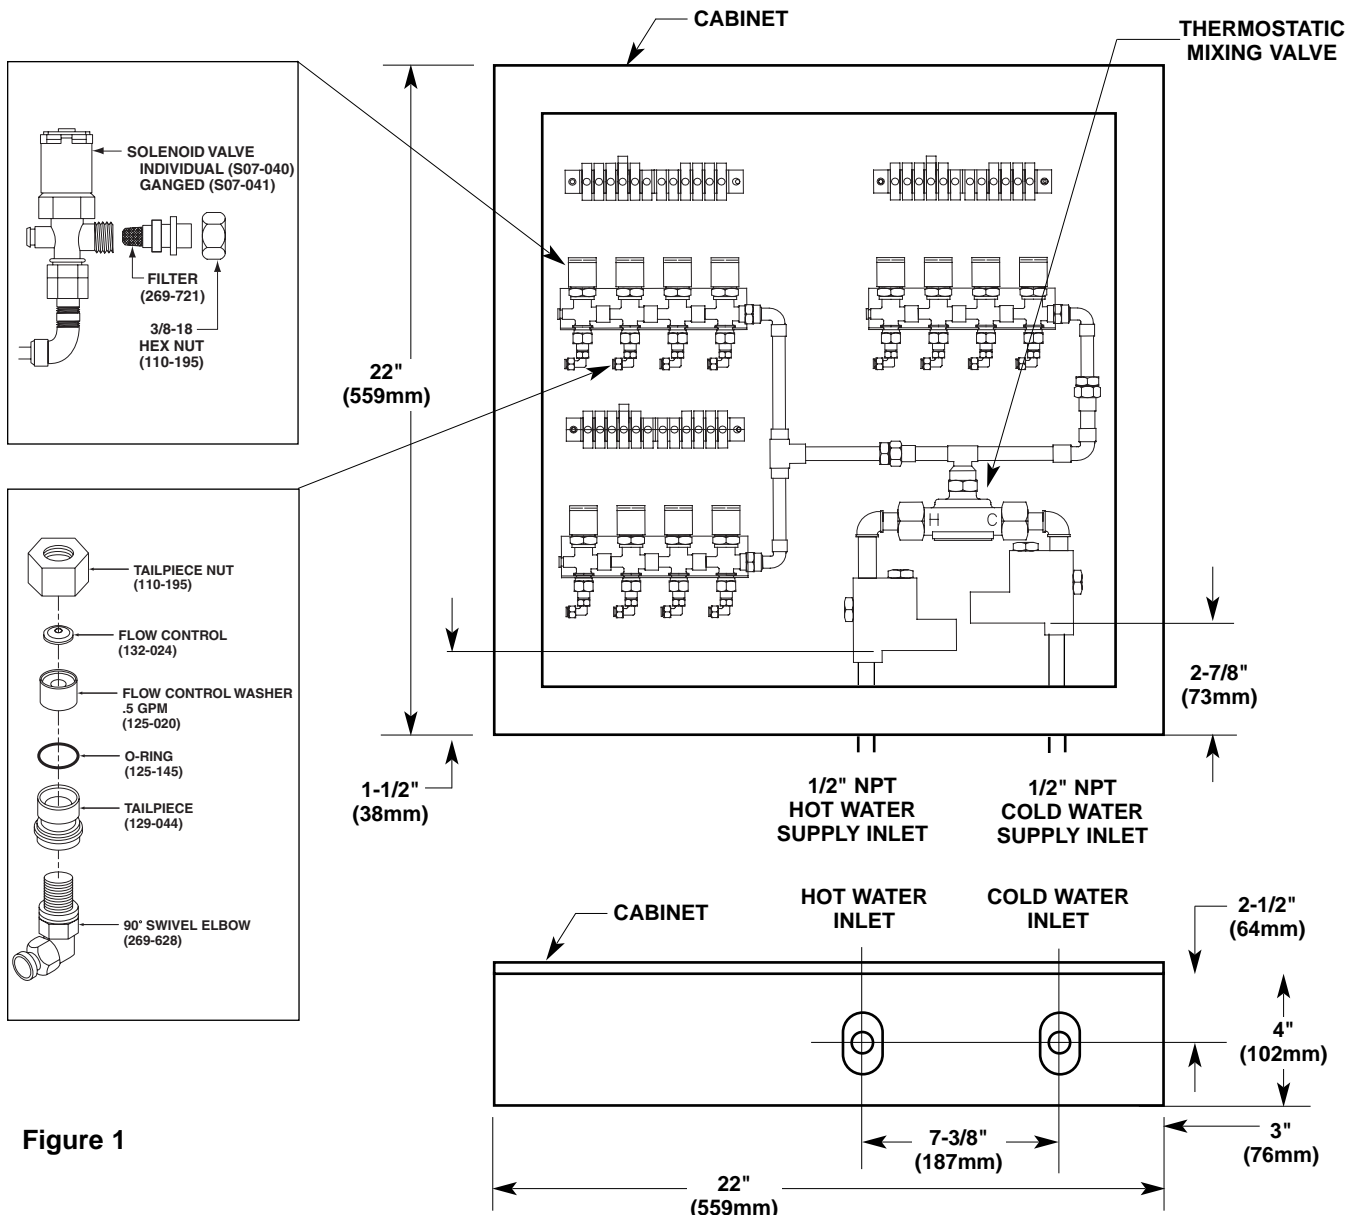 CABINET
THERMOSTATIC
MIXING VALVE
SOLENOID VALVE
INDIVIDUAL (S07-040)
GANGED (S07-041)
FILTER
(269-721)
3/8-18
HEX NUT
(110-195)
22"
(559mm)
H C
TAILPIECE NUT
(110-195)
FLOW CONTROL
(132-024)
FLOW CONTROL WASHER
.5 GPM
(125-020)
O-RING
(125-145)
TAILPIECE
(129-044)
90° SWIVEL ELBOW
(269-628)
2-7/8"
(73mm)
1-1/2"
(38mm)
1/2" NPT
HOT WATER
SUPPLY INLET
1/2" NPT
COLD WATER
SUPPLY INLET
CABINET
HOT WATER
INLET
COLD WATER
INLET
2-1/2"
(64mm)
4"
(102mm)
3"
(76mm)
7-3/8"
(187mm)
22"
(559mm)
Figure 1